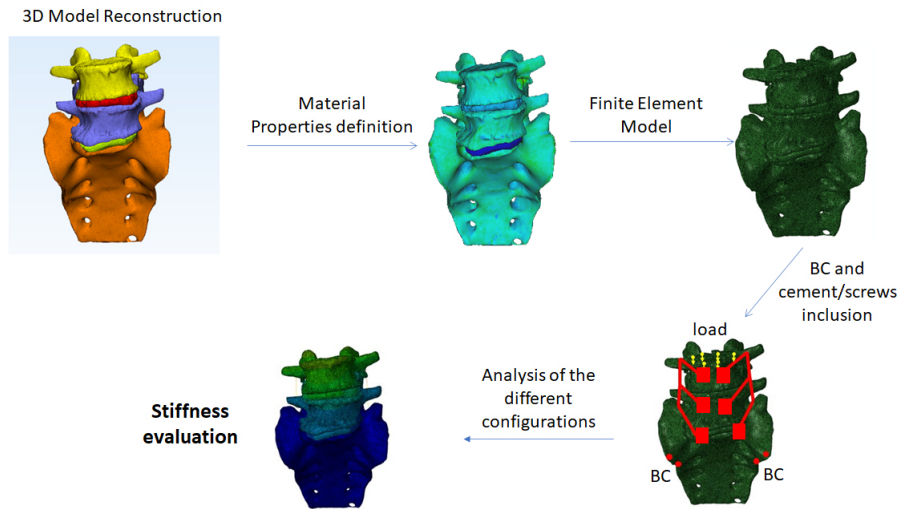 3D Model Reconstruction
Material
Properties definition
Finite Element
Model
BC and
cement/screws
inclusion
load
BC
BC
Analysis of the
different
configurations
Stiffness
evaluation